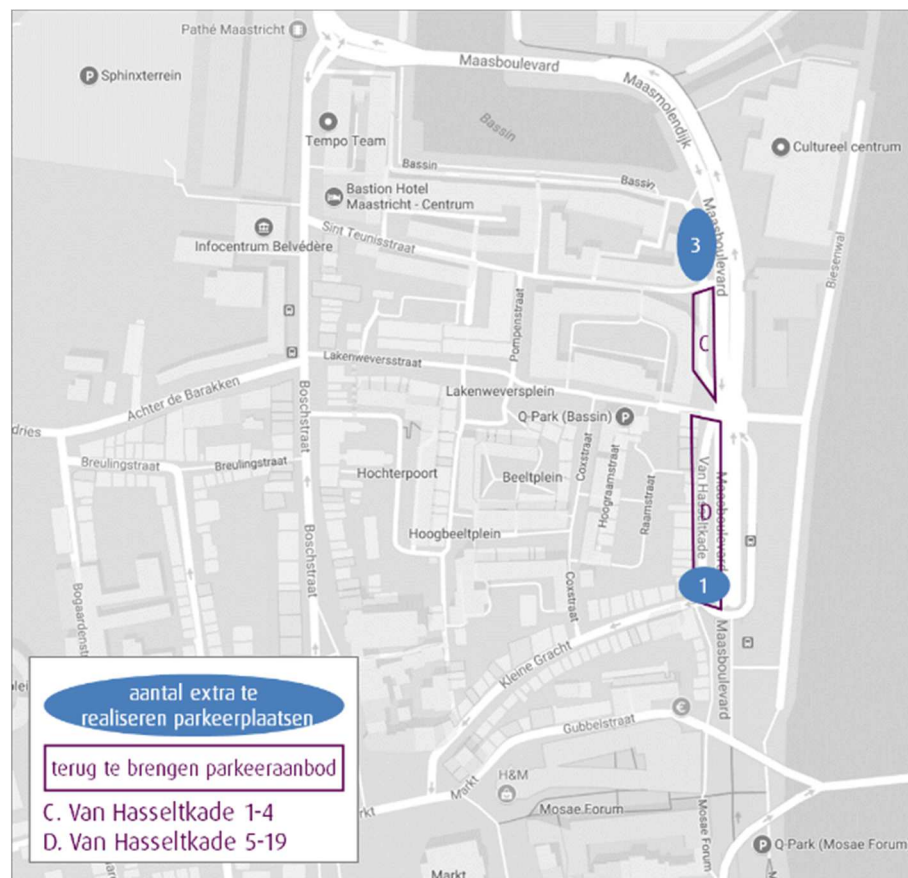 Pathé Maastricht
Maasboulevard
Sphinxterrein
Maasmolendijk
Bassin
Tempo Team
Cultureel centrum
Bassin
Bassin
Bastion Hotel
Maastricht - Centrum
Maasboulevard
Infocentrum Belvédère
Sint Teunisstraat
3
Biesenwal
Pompenstraat
C
Lakenweversstraat
Achter de Barakken
Lakenweversplein
Boschstraat
Q-Park (Bassin)
dries
Breulingstraat
Breulingstraat
Hochterpoort
Beeltplein
Coxstraat
Hoograamstraat
Raamstraat
Van Hasseltkade
Maasboulevard
D
Hoogbeeltplein
Boschstraat
Coxstraat
1
Bogaardenstraat
Maasboulevard
Kleine Gracht
Gubbelstraat
plein
aantal extra te
realiseren parkeerplaatsen
terug te brengen parkeeraanbod
C. Van Hasseltkade 1-4
D. Van Hasseltkade 5-19
Markt
rkt
H&M
Mosae Forum
Mosae Forum
Markt
Q-Park (Mosae Forum